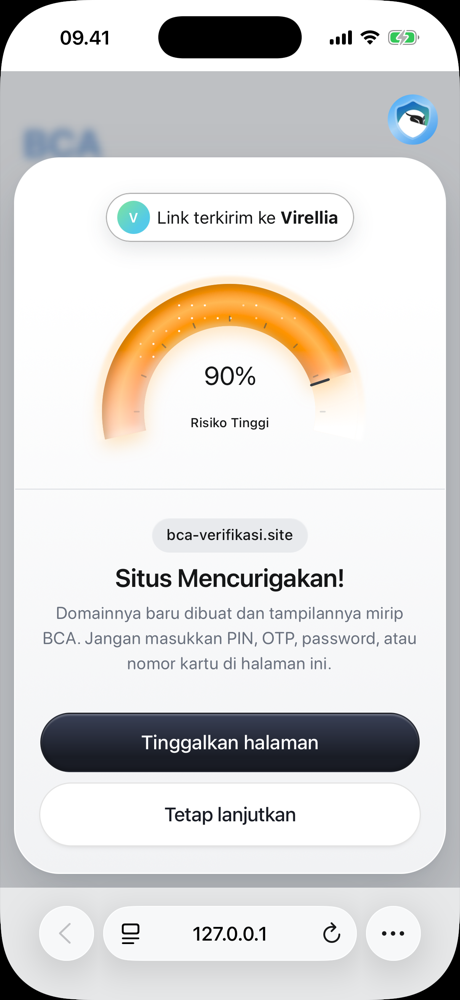 09.41
BCA
V Link terkirim ke Virellia
90%
Risiko Tinggi
bca-verifikasi.site
Situs Mencurigakan!
Domainnya baru dibuat dan tampilannya mirip
BCA. Jangan masukkan PIN, OTP, password, atau
nomor kartu di halaman ini.
Tinggalkan halaman
Tetap lanjutkan
127.0.0.1